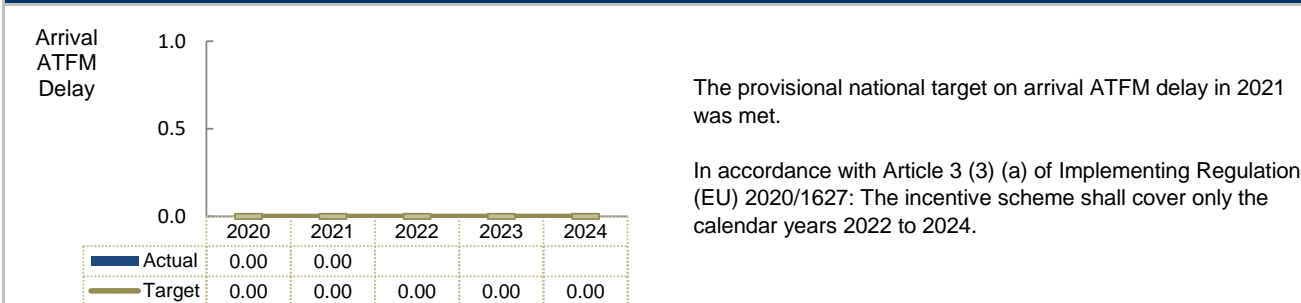 Arrival
ATFM
Delay
1.0
0.5
0.0
2020 2021 2022 2023 2024
Actual 0.00 0.00
Target 0.00 0.00 0.00 0.00 0.00
The provisional national target on arrival ATFM delay in 2021
was met.
In accordance with Article 3 (3) (a) of Implementing Regulation
(EU) 2020/1627: The incentive scheme shall cover only the
calendar years 2022 to 2024.